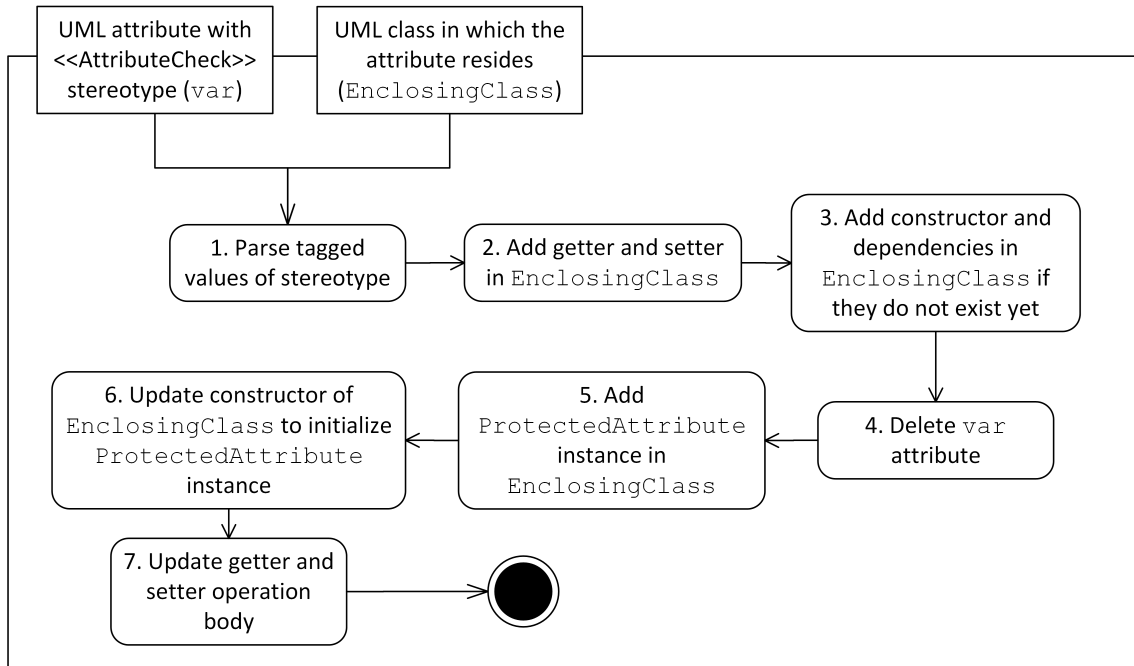 UML attribute with
<<AttributeCheck>>
stereotype (var)
UML class in which the
attribute resides
(EnclosingClass)
1. Parse tagged
values of stereotype
2. Add getter and setter
in EnclosingClass
3. Add constructor and
dependencies in
EnclosingClass if
they do not exist yet
4. Delete var
attribute
5. Add
ProtectedAttribute
instance in
EnclosingClass
6. Update constructor of
EnclosingClass to initialize
ProtectedAttribute
instance
7. Update getter and
setter operation
body